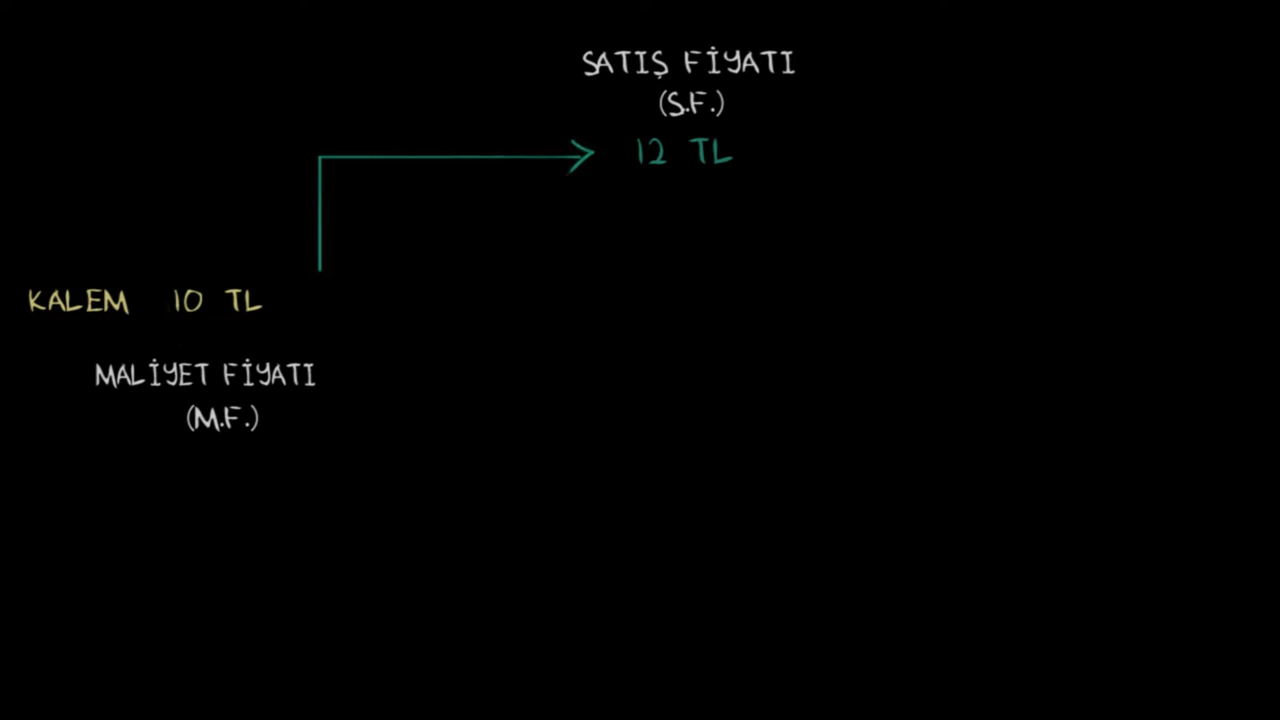 SATIŞ FİYATI
(S.F.)
12 TL
KALEM 10 TL
MALİYET FİYATI
(M.F.)